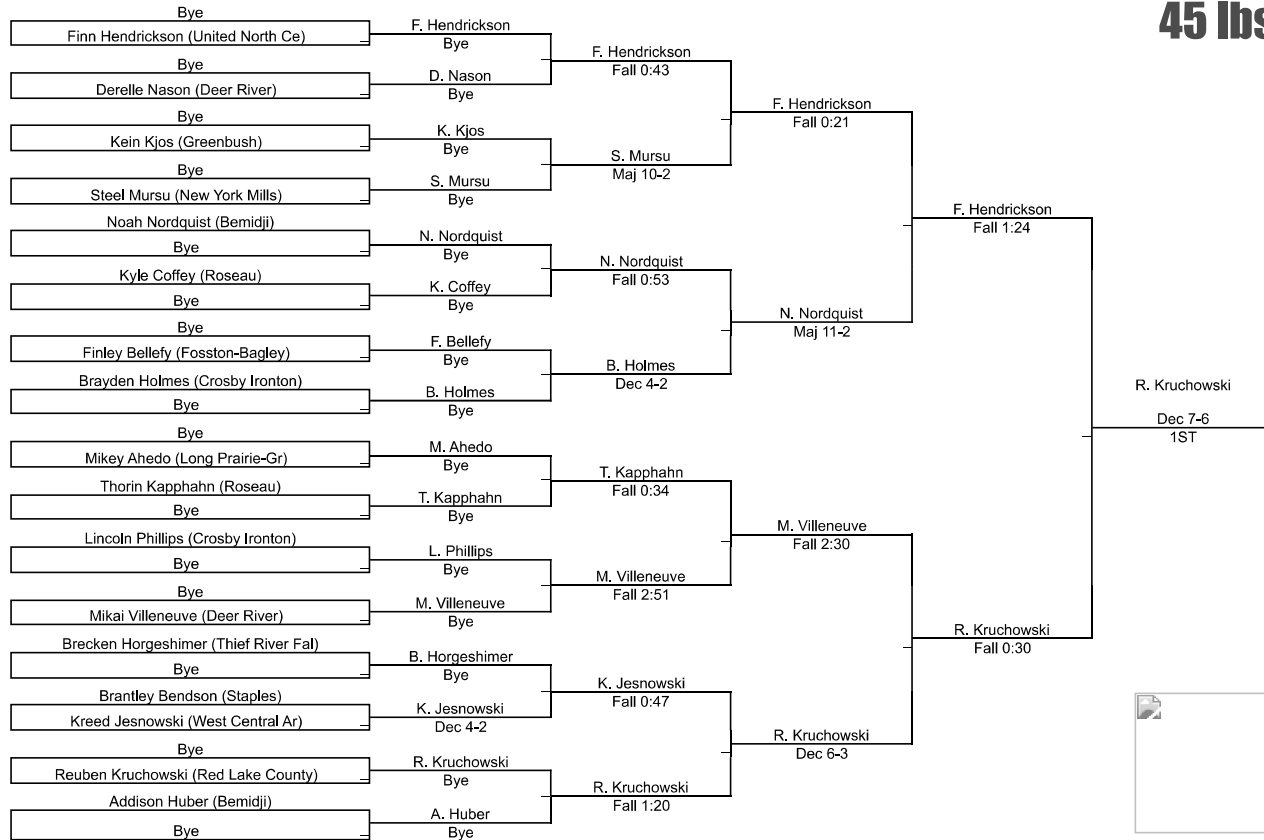 45 lbs
Bye
Finn Hendrickson (United North Ce)
Bye
Derelle Nason (Deer River)
Bye
Kein Kjos (Greenbush)
Bye
Steel Mursu (New York Mills)
Noah Nordquist (Bemidji)
Bye
Kyle Coffey (Roseau)
Bye
Bye
Finley Bellefy (Fosston-Bagley)
Brayden Holmes (Crosby Ironton)
Bye
Bye
Mikey Ahedo (Long Prairie-Gr)
Thorin Kapphahn (Roseau)
Bye
Lincoln Phillips (Crosby Ironton)
Bye
Bye
Mikai Villeneuve (Deer River)
Brecken Horgeshimer (Thief River Fal)
Bye
Brantley Bendson (Staples)
Kreed Jesnowski (West Central Ar)
Bye
Reuben Kruchowski (Red Lake County)
Addison Huber (Bemidji)
Bye
F. Hendrickson
Bye
D. Nason
Bye
K. Kjos
Bye
S. Mursu
Bye
N. Nordquist
Bye
K. Coffey
Bye
F. Bellefy
Bye
B. Holmes
Bye
M. Ahedo
Bye
T. Kapphahn
Bye
L. Phillips
Bye
M. Villeneuve
Bye
B. Horgeshimer
Bye
K. Jesnowski
Dec 4-2
R. Kruchowski
Bye
A. Huber
Bye
F. Hendrickson
Fall 0:43
S. Mursu
Maj 10-2
N. Nordquist
Fall 0:53
B. Holmes
Dec 4-2
T. Kapphahn
Fall 0:34
M. Villeneuve
Fall 2:51
K. Jesnowski
Fall 0:47
R. Kruchowski
Fall 1:20
F. Hendrickson
Fall 0:21
N. Nordquist
Maj 11-2
M. Villeneuve
Fall 2:30
R. Kruchowski
Dec 6-3
F. Hendrickson
Fall 1:24
R. Kruchowski
Fall 0:30
R. Kruchowski
Dec 7-6
1ST